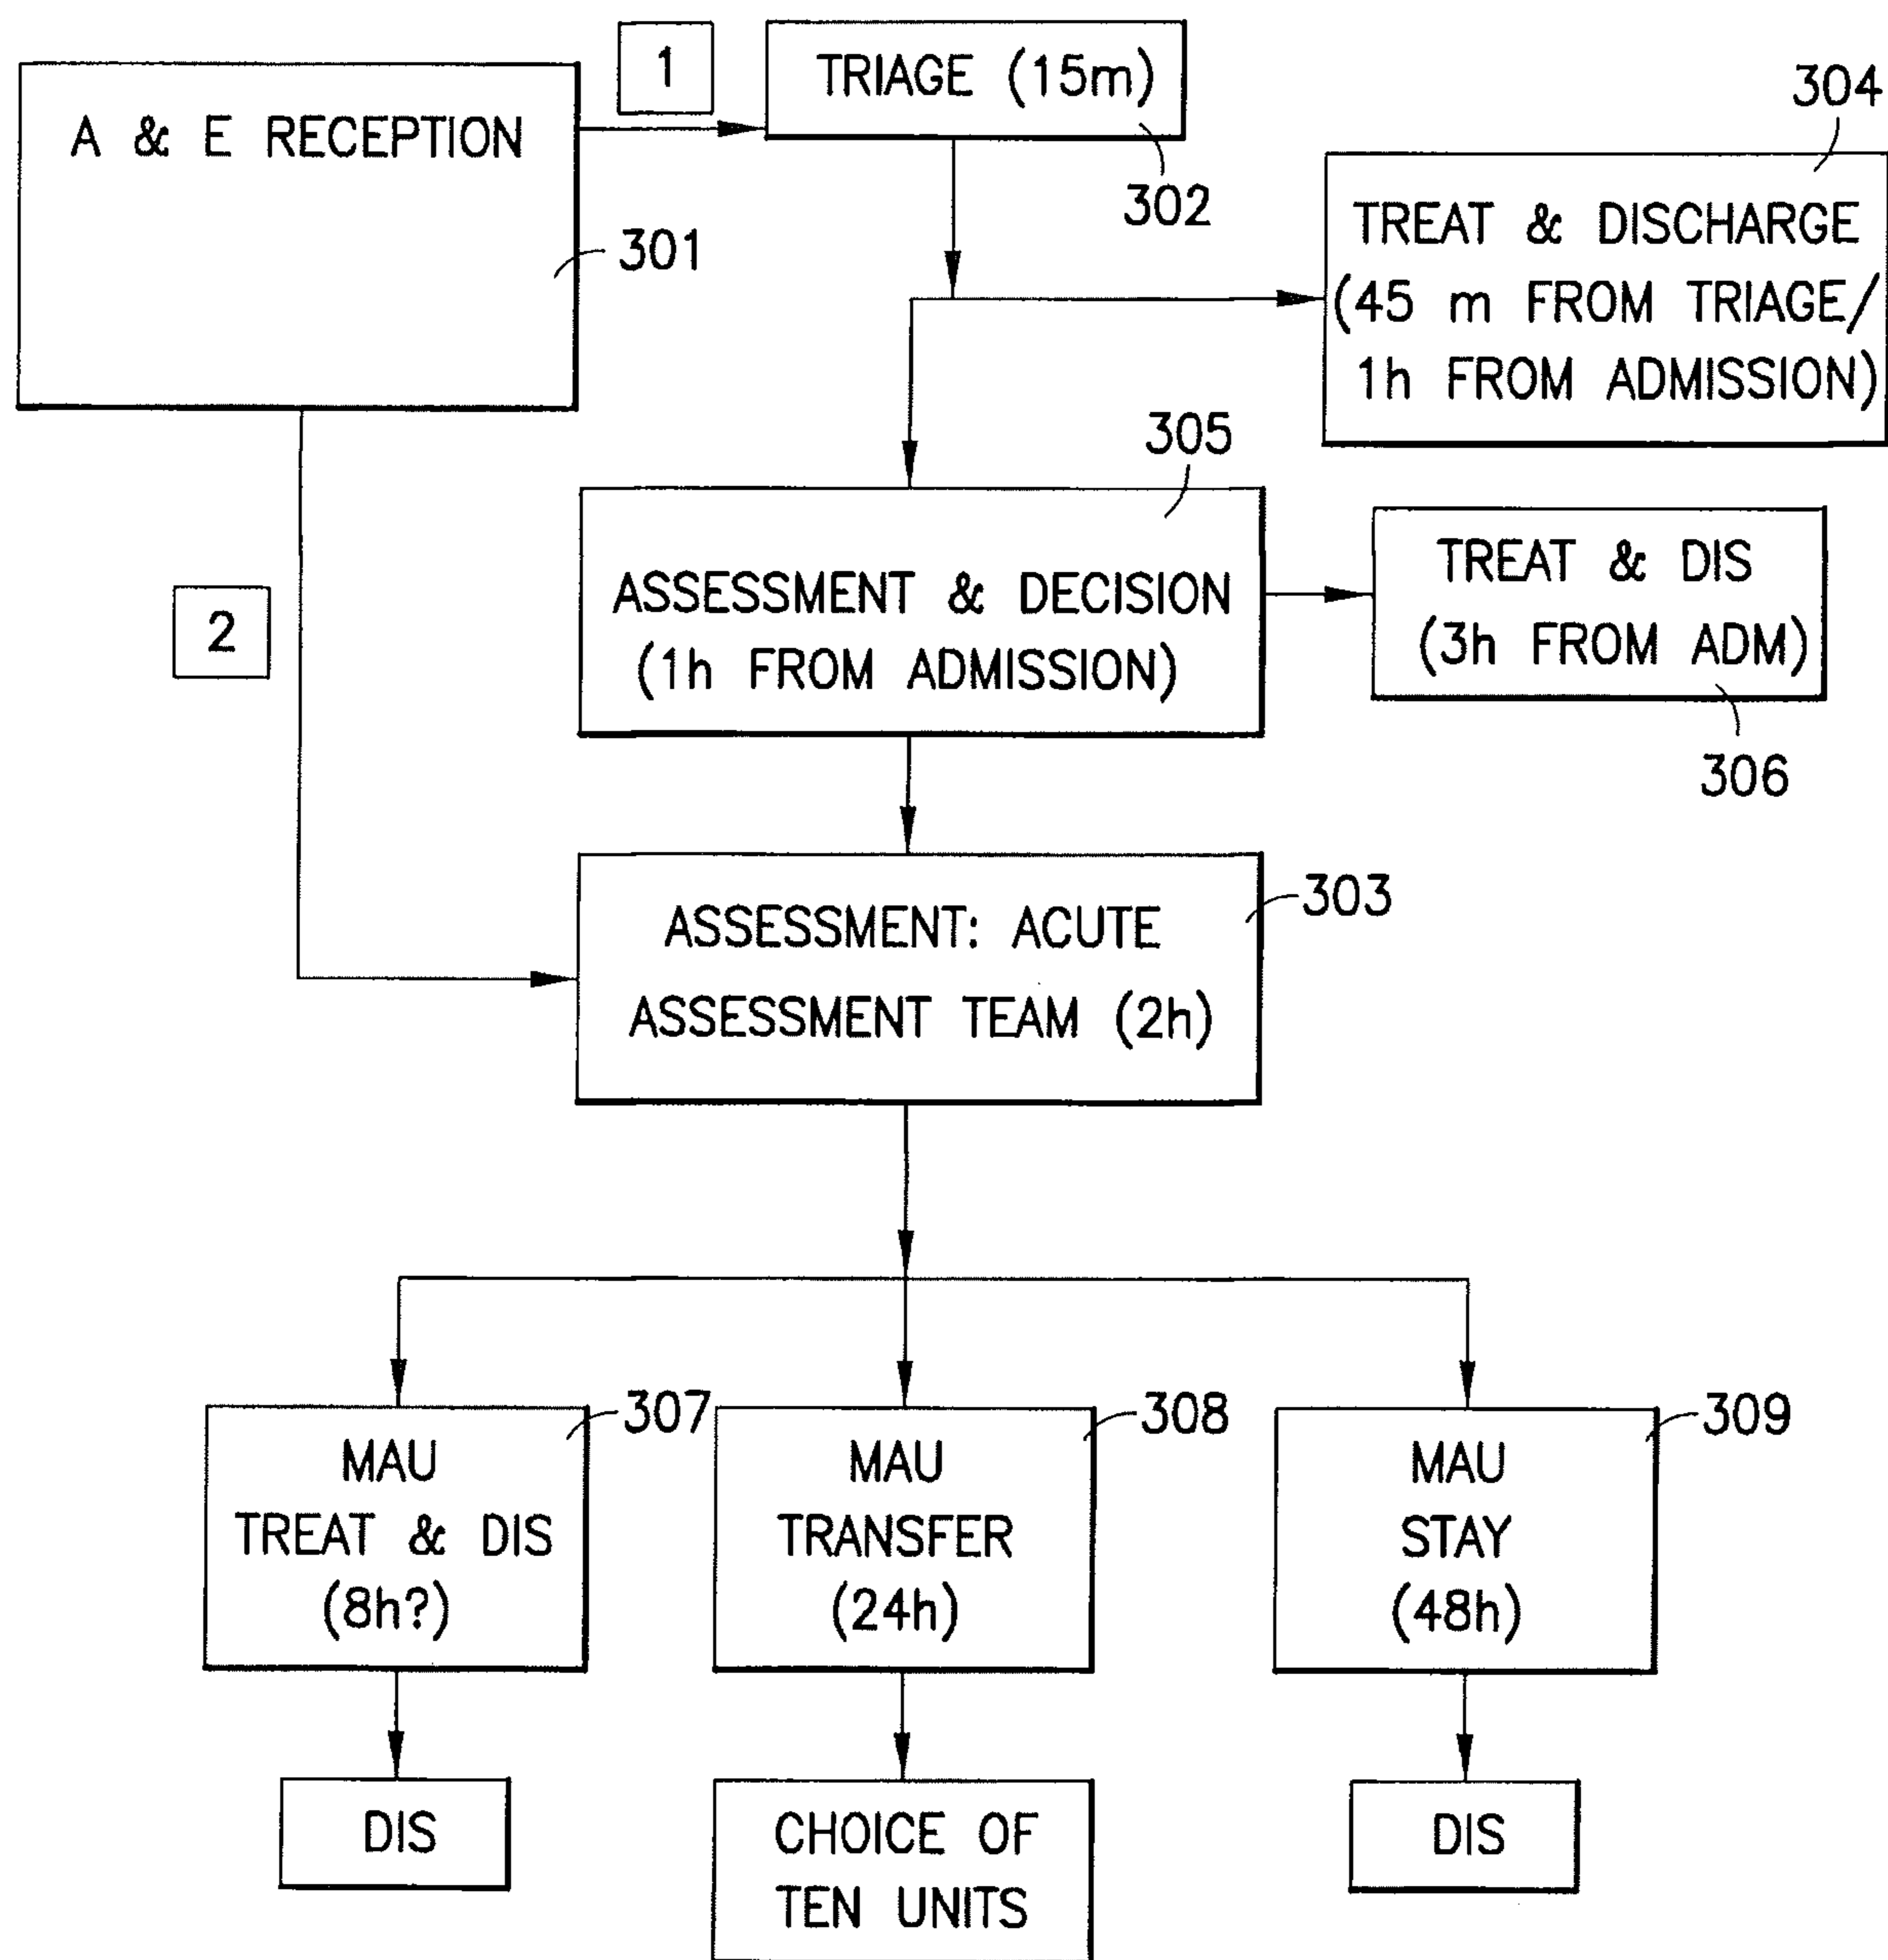 1
TRIAGE (15m)
A & E RECEPTION
304
302
301
TREAT & DISCHARGE
(45 m FROM TRIAGE/
1h FROM ADMISSION)
305
TREAT & DIS
(3h FROM ADM)
306
ASSESSMENT & DECISION
(1h FROM ADMISSION)
2
303
ASSESSMENT: ACUTE
ASSESSMENT TEAM (2h)
307
MAU
TREAT & DIS
(8h?)
308
MAU
TRANSFER
(24h)
309
MAU
STAY
(48h)
DIS
CHOICE OF
TEN UNITS
DIS